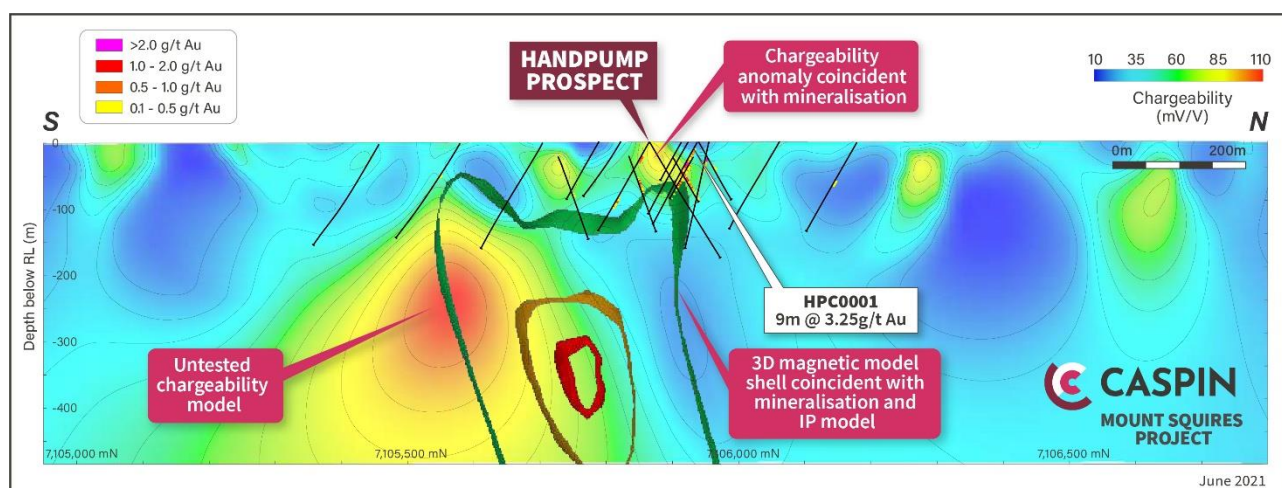 >2.0 g/t Au
1.0 - 2.0 g/t Au
0.5 - 1.0 g/t Au
0.1 - 0.5 g/t Au
HANDPUMP
PROSPECT
Chargeability
anomaly coincident
with mineralisation
10 35 60 85 110
Chargeability
(mV/V)
S
N
0m 200m
Depth below RL (m)
0
-100
-200
-300
-400
HPC0001
9m @ 3.25g/t Au
Untested
chargeability
model
3D magnetic model
shell coincident with
mineralisation and
IP model
CASPIN
MOUNT SQUIRES
PROJECT
7,105,000 mN
7,105,500 mN
7,106,000 mN
7,106,500 mN
June 2021